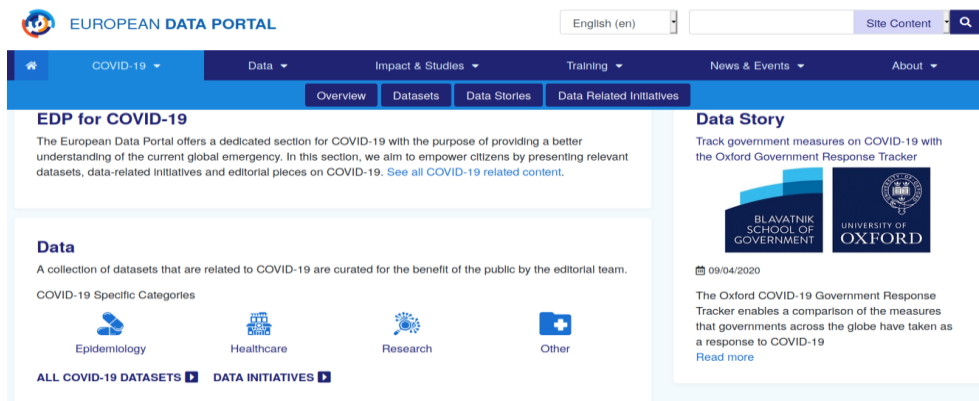 EUROPEAN DATA PORTAL
English (en)
Site Content
COVID-19
Data
Impact & Studies
Training
News & Events
About
Overview
Datasets
Data Stories
Data Related Initiatives
EDP for COVID-19
The European Data Portal offers a dedicated section for COVID-19 with the purpose of providing a better
understanding of the current global emergency. In this section, we aim to empower citizens by presenting relevant
datasets, data-related initiatives and editorial pieces on COVID-19. See all COVID-19 related content.
Data
A collection of datasets that are related to COVID-19 are curated for the benefit of the public by the editorial team.
COVID-19 Specific Categories
Epidemiology
Healthcare
Research
Other
ALL COVID-19 DATASETS
DATA INITIATIVES
Data Story
Track government measures on COVID-19 with
the Oxford Government Response Tracker
BLAVATNIK
SCHOOL OF
GOVERNMENT
UNIVERSITY OF
OXFORD
09/04/2020
The Oxford COVID-19 Government Response
Tracker enables a comparison of the measures
that governments across the globe have taken as
a response to COVID-19
Read more